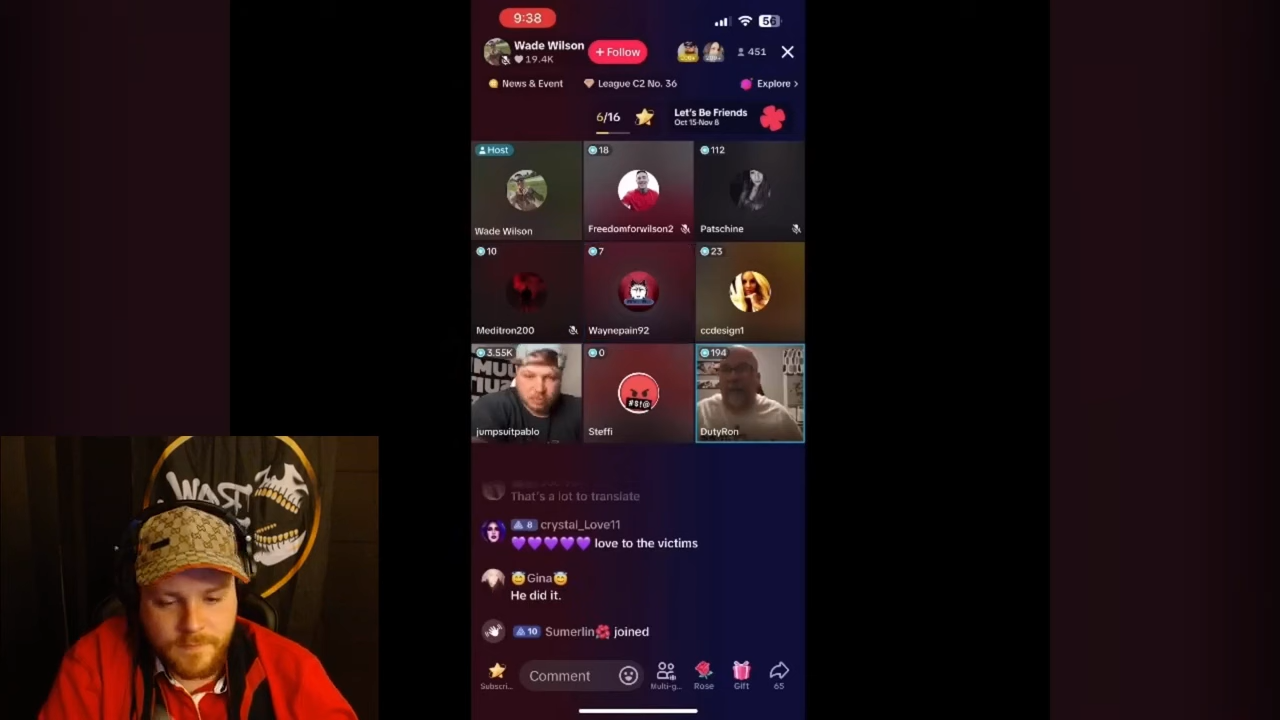 9:38
56
Wade Wilson
19.4K
+ Follow
451
News & Event
League C2 No. 36
Explore >
6/16
Let's Be Friends
Oct 15-Nov 8
Host
Wade Wilson
18
Freedomforwilson2
112
Patschine
10
Meditron200
7
Waynepain92
23
ccdesign1
3.55K
jumpsuitpablo
0
#$!@
Steffi
194
DutyRon
That's a lot to translate
8 crystal_Love11
💜💜💜💜💜 love to the victims
😇Gina😇
He did it.
10 Sumerlin🌺 joined
Subscri...
Comment
Multi-g...
Rose
Gift
65